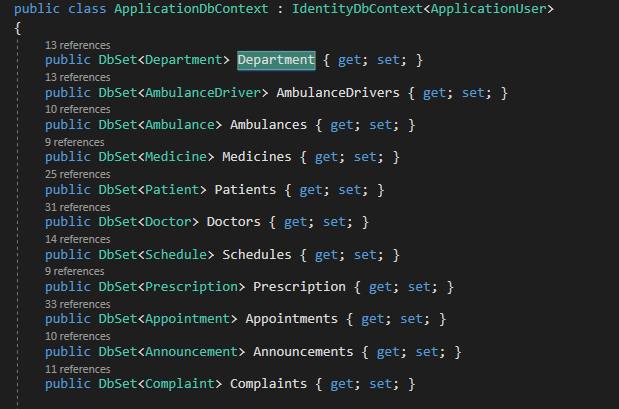 public class ApplicationDbContext : IdentityDbContext<ApplicationUser>
{
13 references
public DbSet<Department> Department { get; set; }
13 references
public DbSet<AmbulanceDriver> AmbulanceDrivers { get; set; }
10 references
public DbSet<Ambulance> Ambulances { get; set; }
9 references
public DbSet<Medicine> Medicines { get; set; }
25 references
public DbSet<Patient> Patients { get; set; }
31 references
public DbSet<Doctor> Doctors { get; set; }
14 references
public DbSet<Schedule> Schedules { get; set; }
9 references
public DbSet<Prescription> Prescription { get; set; }
33 references
public DbSet<Appointment> Appointments { get; set; }
10 references
public DbSet<Announcement> Announcements { get; set; }
11 references
public DbSet<Complaint> Complaints { get; set; }